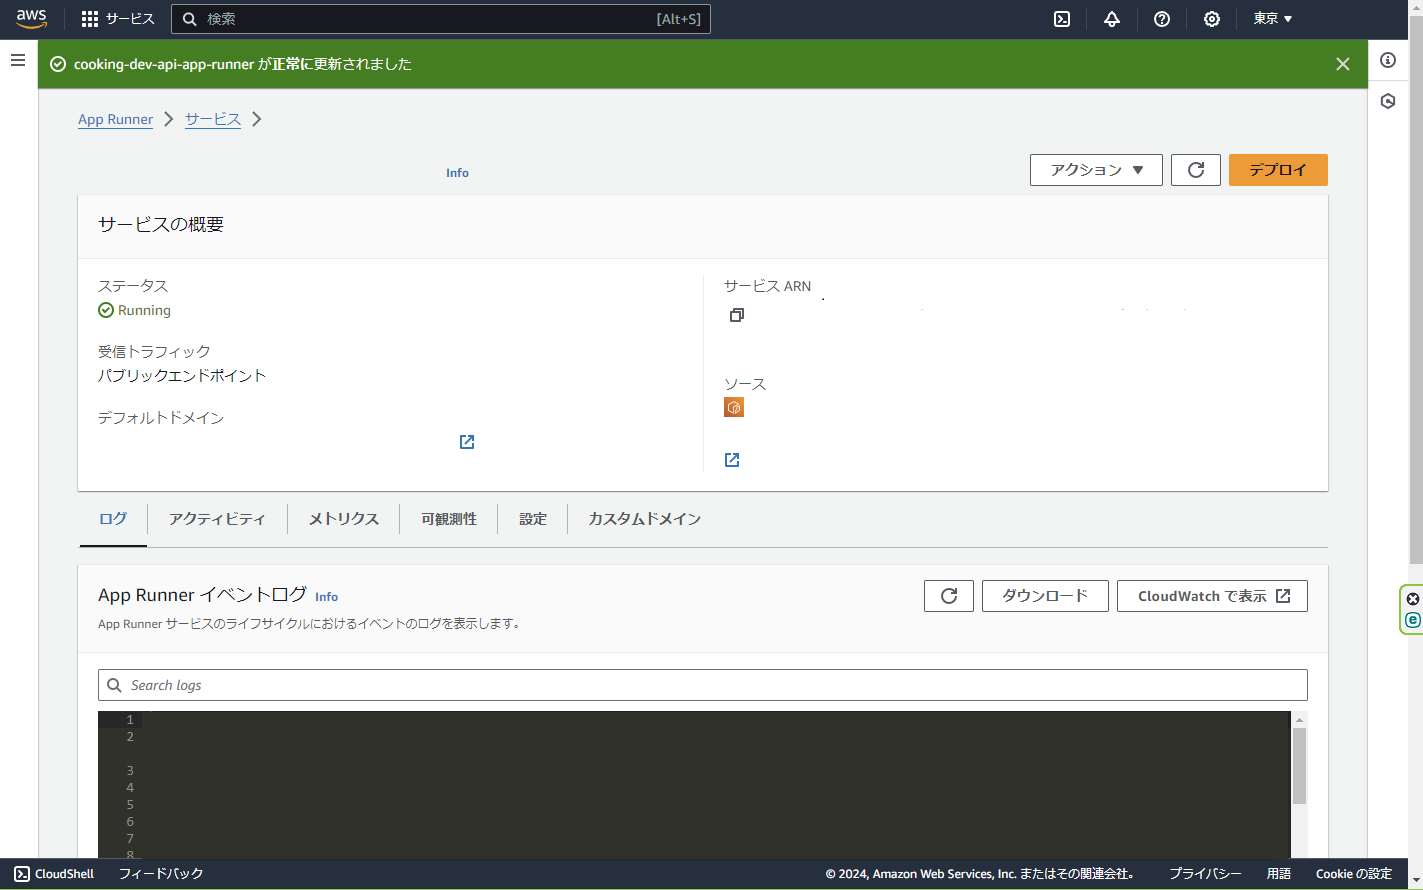 aws
サービス
検索
[Alt+S]
東京
cooking-dev-api-app-runner が正常に更新されました
App Runner
サービス
Info
アクション
デプロイ
サービスの概要
ステータス
Running
受信トラフィック
パブリックエンドポイント
デフォルトドメイン
サービス ARN
ソース
ログ
アクティビティ
メトリクス
可観測性
設定
カスタムドメイン
App Runner イベントログ Info
App Runner サービスのライフサイクルにおけるイベントのログを表示します。
ダウンロード
CloudWatch で表示
Search logs
1
2
3
4
5
6
7
8
CloudShell
フィードバック
© 2024, Amazon Web Services, Inc. またはその関連会社。
プライバシー
用語
Cookie の設定